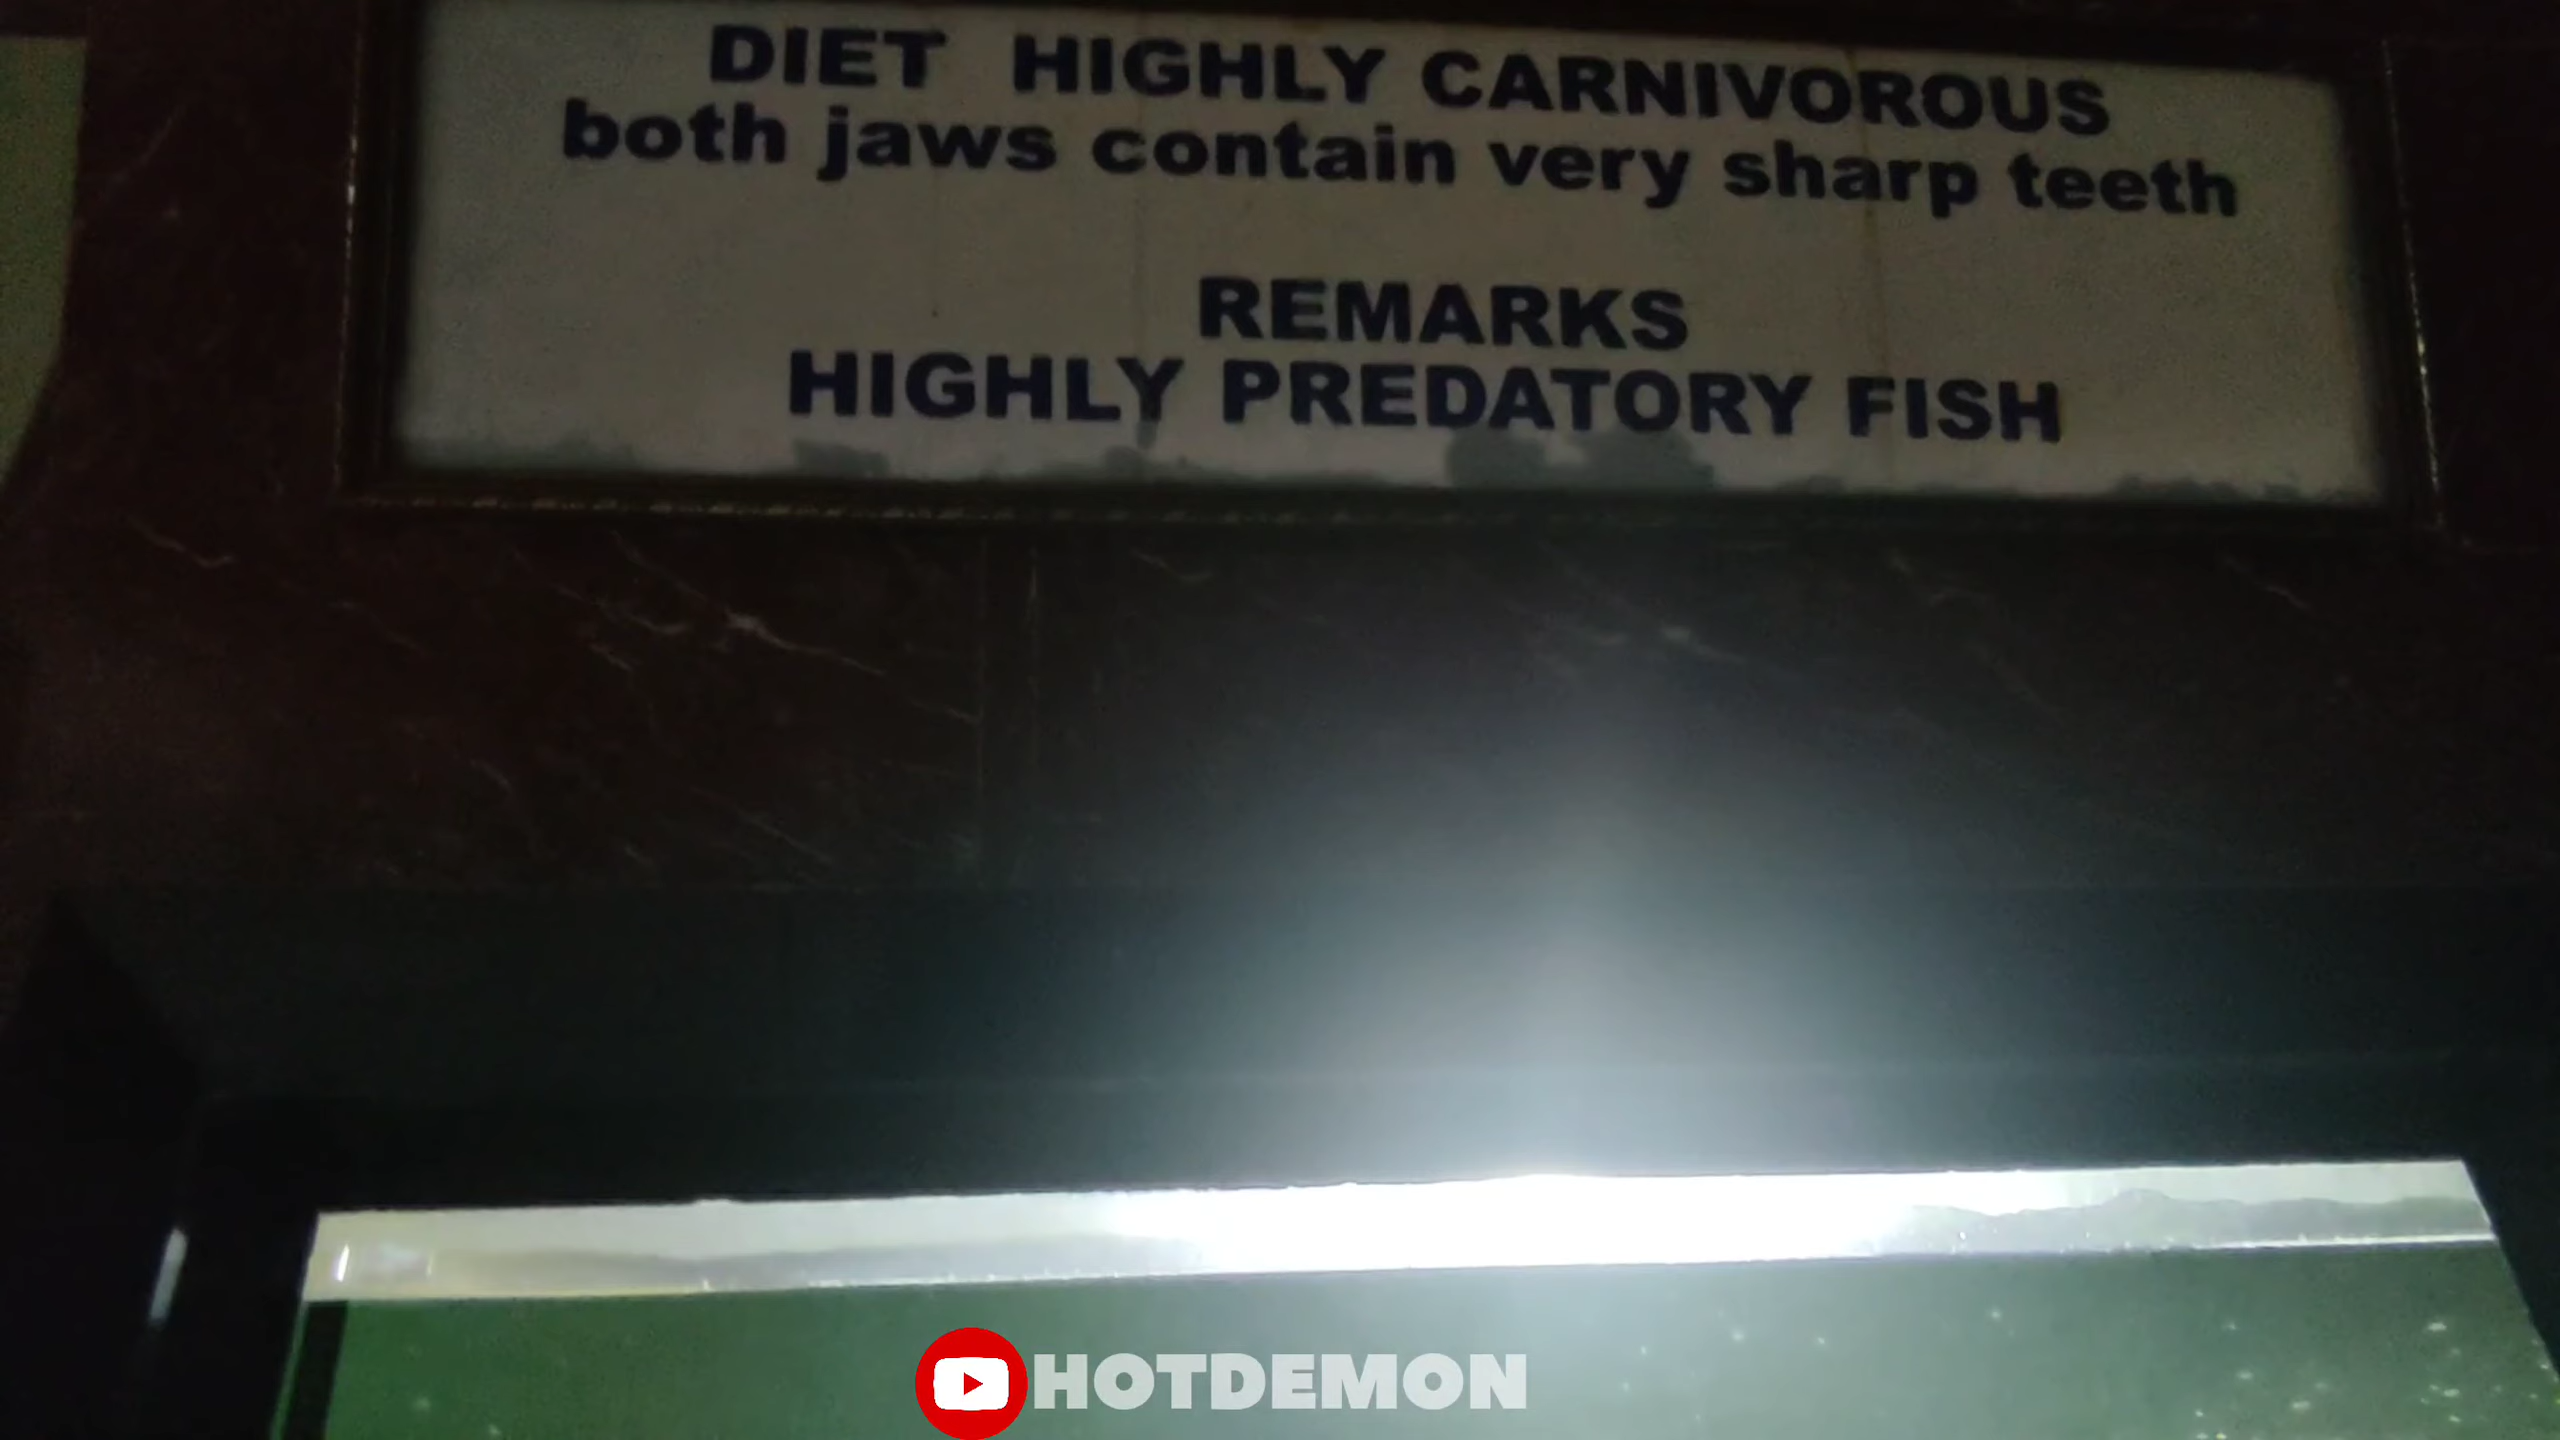 DIET HIGHLY CARNIVOROUS
both jaws contain very sharp teeth
REMARKS
HIGHLY PREDATORY FISH
HOTDEMON